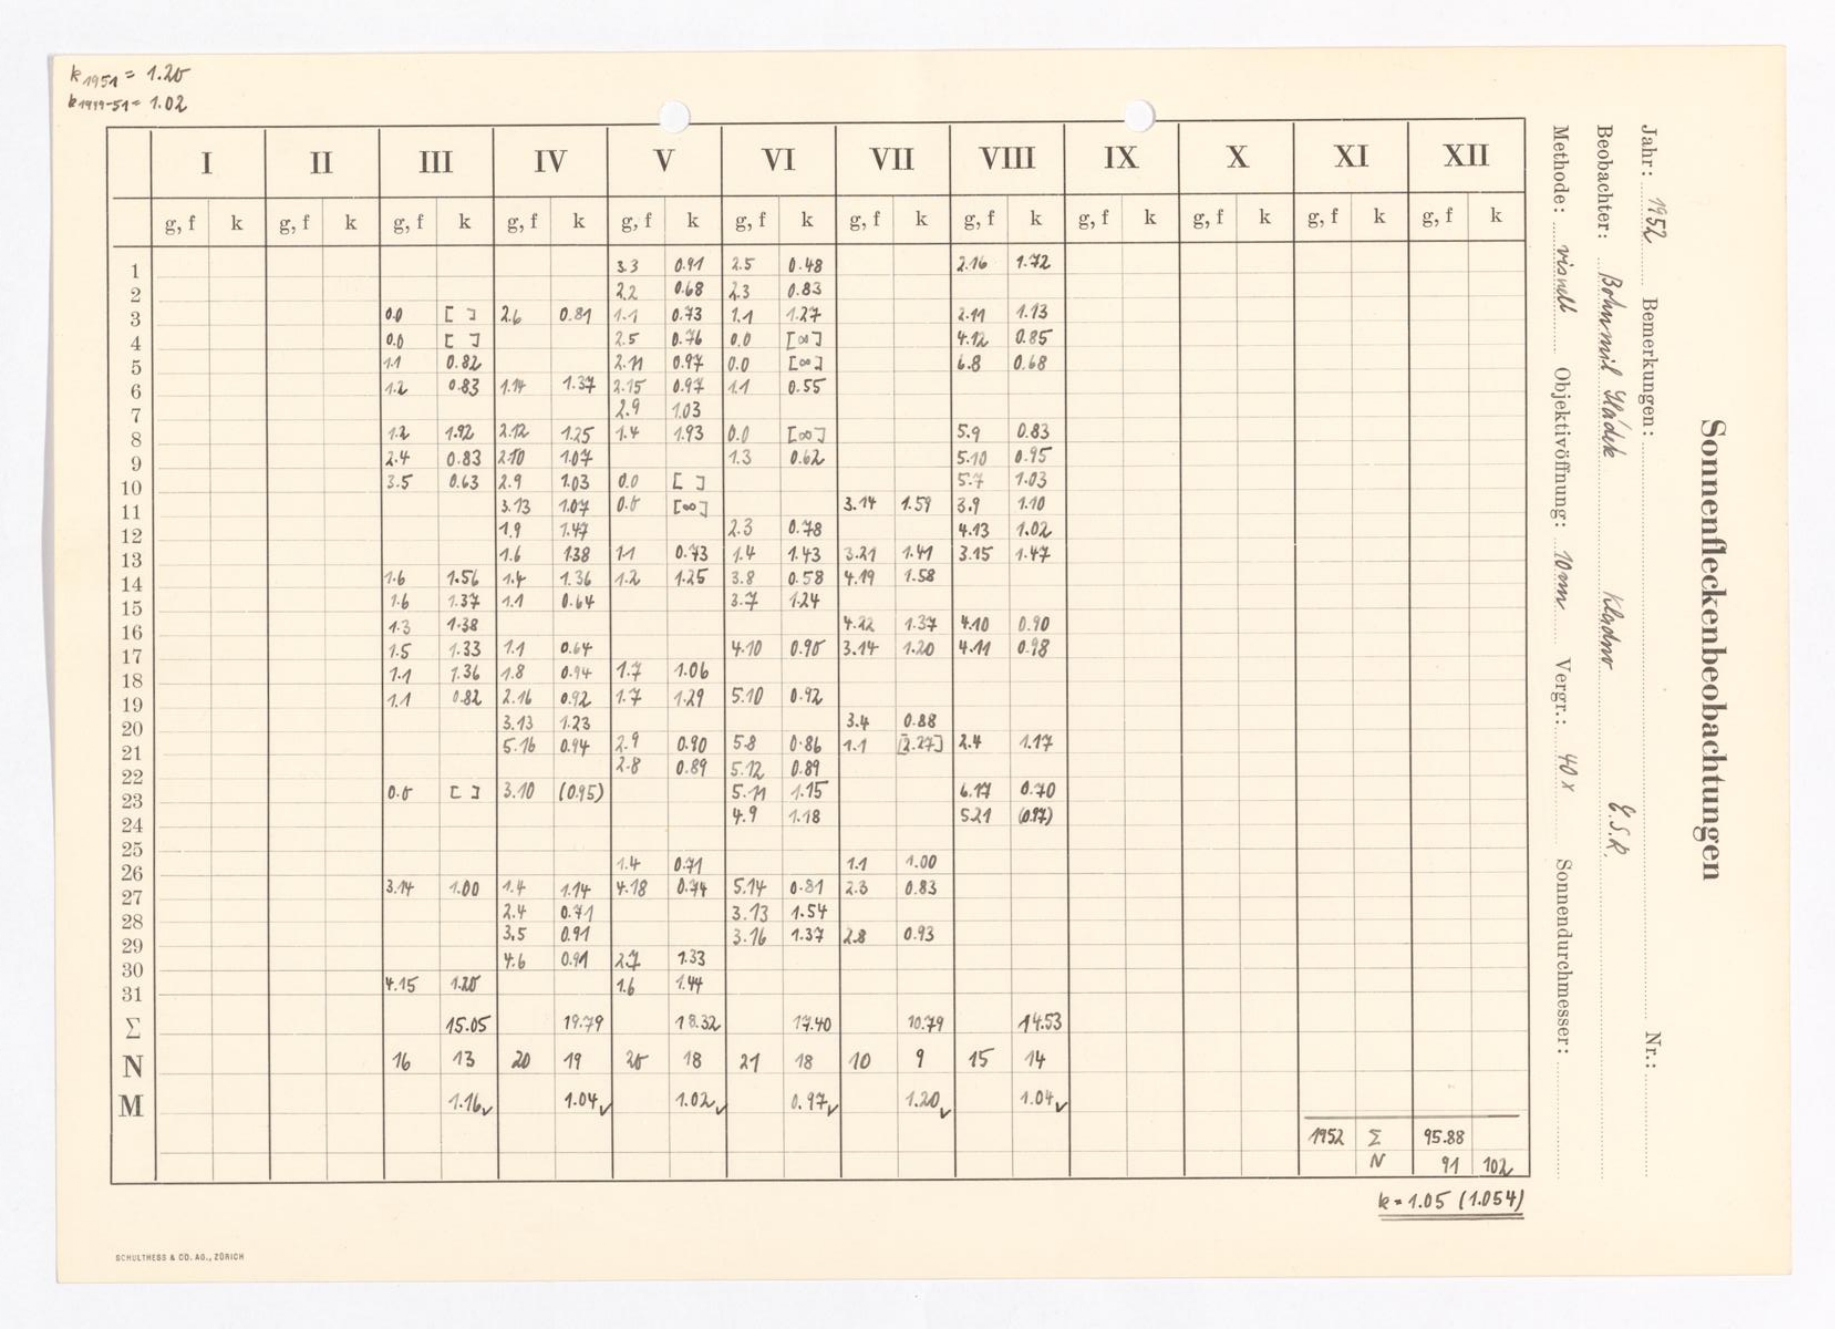 k 1951 = 1.20
k 1949-51 = 1.02
I II III IV V VI VII VIII IX X XI XII
g, f k g, f k g, f k g, f k g, f k g, f k g, f k g, f k g, f k g, f k g, f k g, f k
1 3.3 0.91 2.5 0.48 2.16 1.72
2 2.2 0.68 2.3 0.83
3 0.0 [ ] 2.6 0.81 1.1 0.73 1.1 1.27 2.11 1.13
4 0.0 [ ] 2.5 0.76 0.0 [∞] 4.12 0.85
5 1.1 0.82 2.11 0.97 0.0 [∞] 6.8 0.68
6 1.2 0.83 1.14 1.37 2.15 0.97 1.1 0.55
7 2.9 1.03
8 1.2 1.92 2.12 1.25 1.4 1.93 0.0 [∞] 5.9 0.83
9 2.4 0.83 2.10 1.07 1.3 0.62 5.10 0.95
10 3.5 0.63 2.9 1.03 0.0 [ ] 5.7 1.03
11 3.13 1.07 0.0 [∞] 3.14 1.59 3.9 1.10
12 1.9 1.47 2.3 0.78 4.13 1.02
13 1.6 1.38 1.1 0.73 1.4 1.43 3.21 1.41 3.15 1.47
14 1.6 1.56 1.4 1.36 1.2 1.25 3.8 0.58 4.19 1.58
15 1.6 1.37 1.1 0.64 3.7 1.24
16 1.3 1.38 4.22 1.37 4.10 0.90
17 1.5 1.33 1.1 0.64 4.10 0.90 3.14 1.20 4.11 0.98
18 1.1 1.36 1.8 0.94 1.7 1.06
19 1.1 0.82 2.16 0.92 1.7 1.29 5.10 0.92
20 3.13 1.23 3.4 0.88
21 5.16 0.94 2.9 0.90 5.8 0.86 1.1 [2.27] 2.4 1.17
22 2.8 0.89 5.12 0.89
23 0.0 [ ] 3.10 (0.95) 5.11 1.15 6.17 0.70
24 4.9 1.18 5.21 (0.97)
25
26 1.4 0.71 1.1 1.00
27 3.14 1.00 1.4 1.14 4.18 0.74 5.14 0.81 2.3 0.83
28 2.4 0.71 3.13 1.54
29 3.5 0.91 3.16 1.37 2.8 0.93
30 4.6 0.91 2.7 1.33
31 4.15 1.20 1.6 1.44
Σ 15.05 19.79 18.32 17.40 10.79 14.53
N 16 13 20 19 20 18 21 18 10 9 15 14
M 1.16 1.04 1.02 0.97 1.20 1.04
1952 Σ 95.88
N 91 102
k = 1.05 (1.054)
SCHULTHESS & CO. AG., ZÜRICH
Sonnenfleckenbeobachtungen
Jahr: 1952 Bemerkungen: Nr.:
Beobachter: Bohumil Sládek Kladno Č.S.R.
Methode: visuell Objektivöffnung: 10 cm Vergr.: 40 x Sonnendurchmesser: